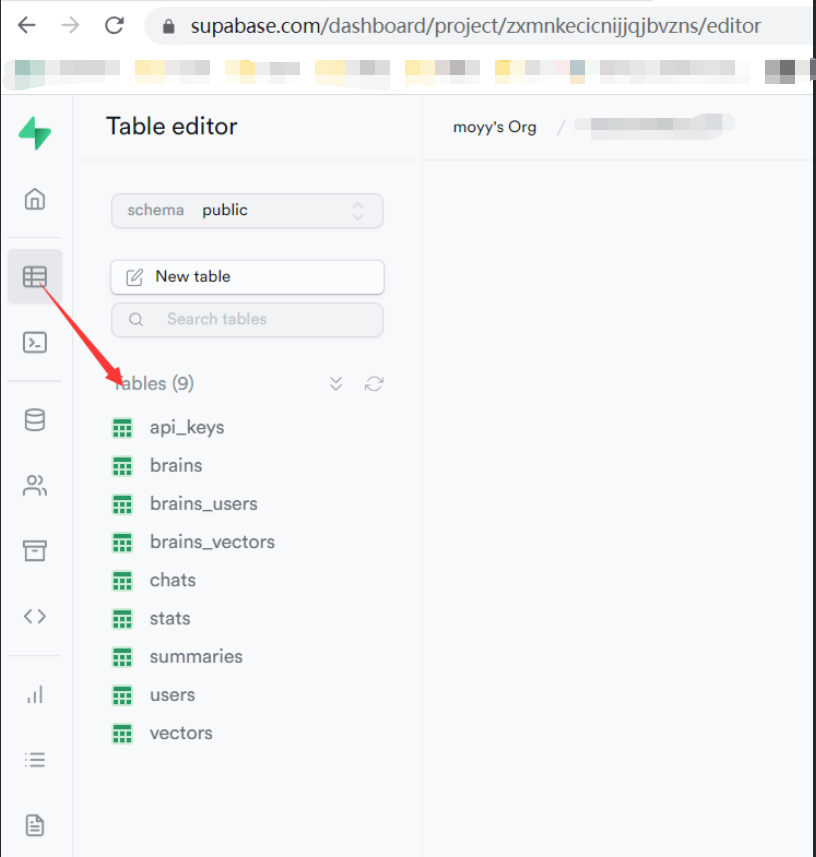 supabase.com/dashboard/project/zxmnkecicnijjqjbvzns/editor
Table editor
moyy's Org /
schema public
New table
Search tables
Tables (9)
api_keys
brains
brains_users
brains_vectors
chats
stats
summaries
users
vectors